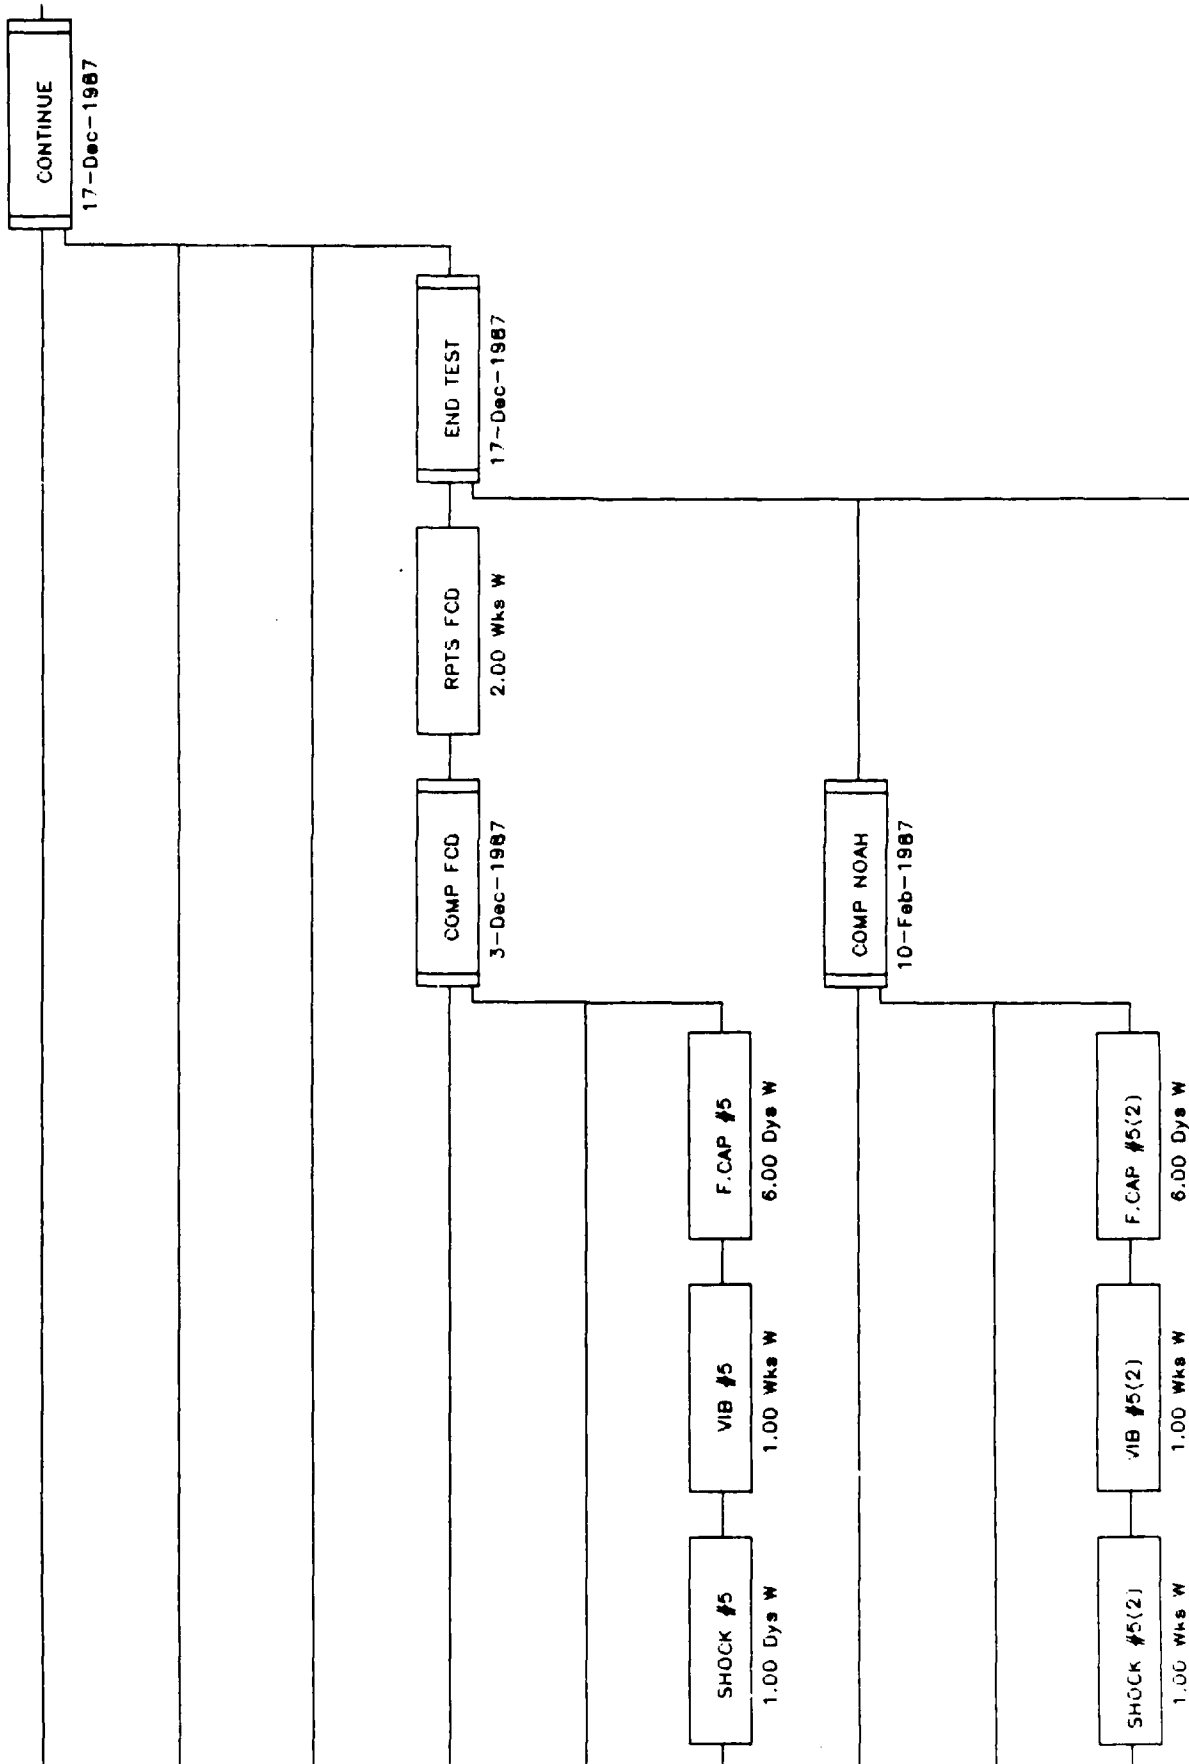 CONTINUE
17-Dec-1987
END TEST
17-Dec-1987
RPTS FCD
2.00 Wks W
COMP FCD
3-Dec-1987
F.CAP #5
6.00 Dys W
VIB #5
1.00 Wks W
SHOCK #5
1.00 Dys W
COMP NOAH
10-Feb-1987
F.CAP #5(2)
6.00 Dys W
VIB #5(2)
1.00 Wks W
SHOCK #5(2)
1.00 Wks W